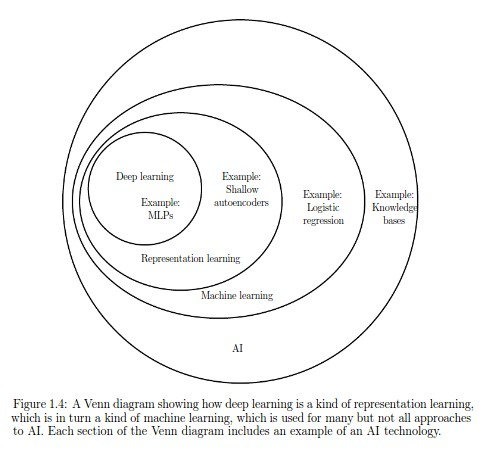 Deep learning
Example:
MLPs
Example:
Shallow
autoencoders
Example:
Logistic
regression
Example:
Knowledge
bases
Representation learning
Machine learning
AI
Figure 1.4: A Venn diagram showing how deep learning is a kind of representation learning,
which is in turn a kind of machine learning, which is used for many but not all approaches
to AI. Each section of the Venn diagram includes an example of an AI technology.